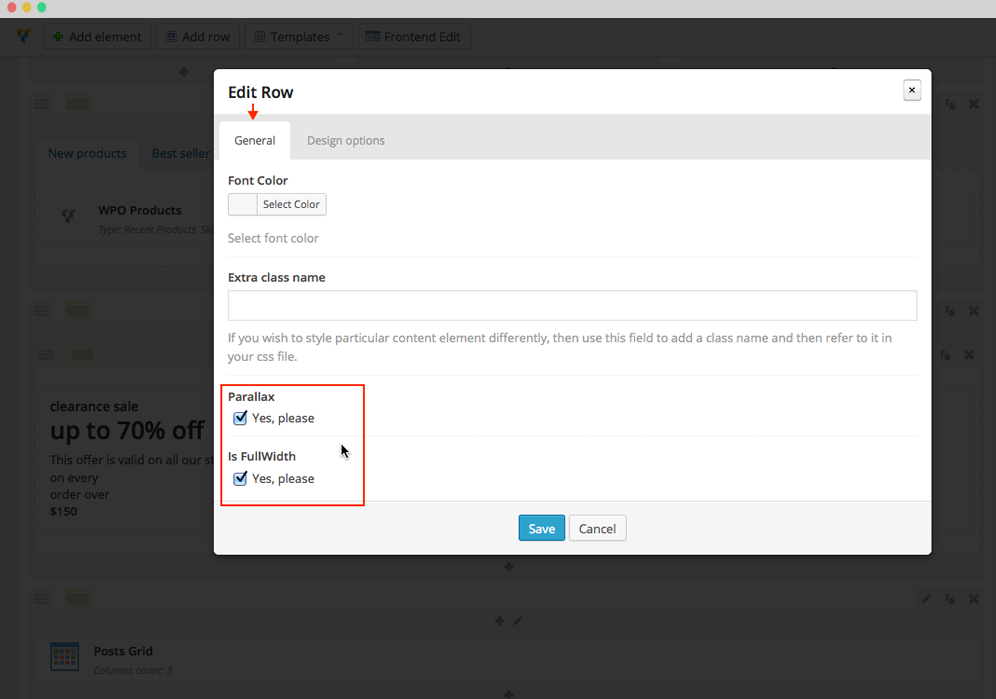 Add element
Add row
Templates
Frontend Edit
Edit Row
×
General
Design options
New products
Best seller
Font Color
Select Color
WPO Products
Type: Recent Products
Select font color
Extra class name
If you wish to style particular content element differently, then use this field to add a class name and then refer to it in
your css file.
Parallax
Yes, please
clearance sale
up to 70% off
This offer is valid on all our
on every
order over
$150
Is FullWidth
Yes, please
Save
Cancel
Posts Grid
Columns count: 3